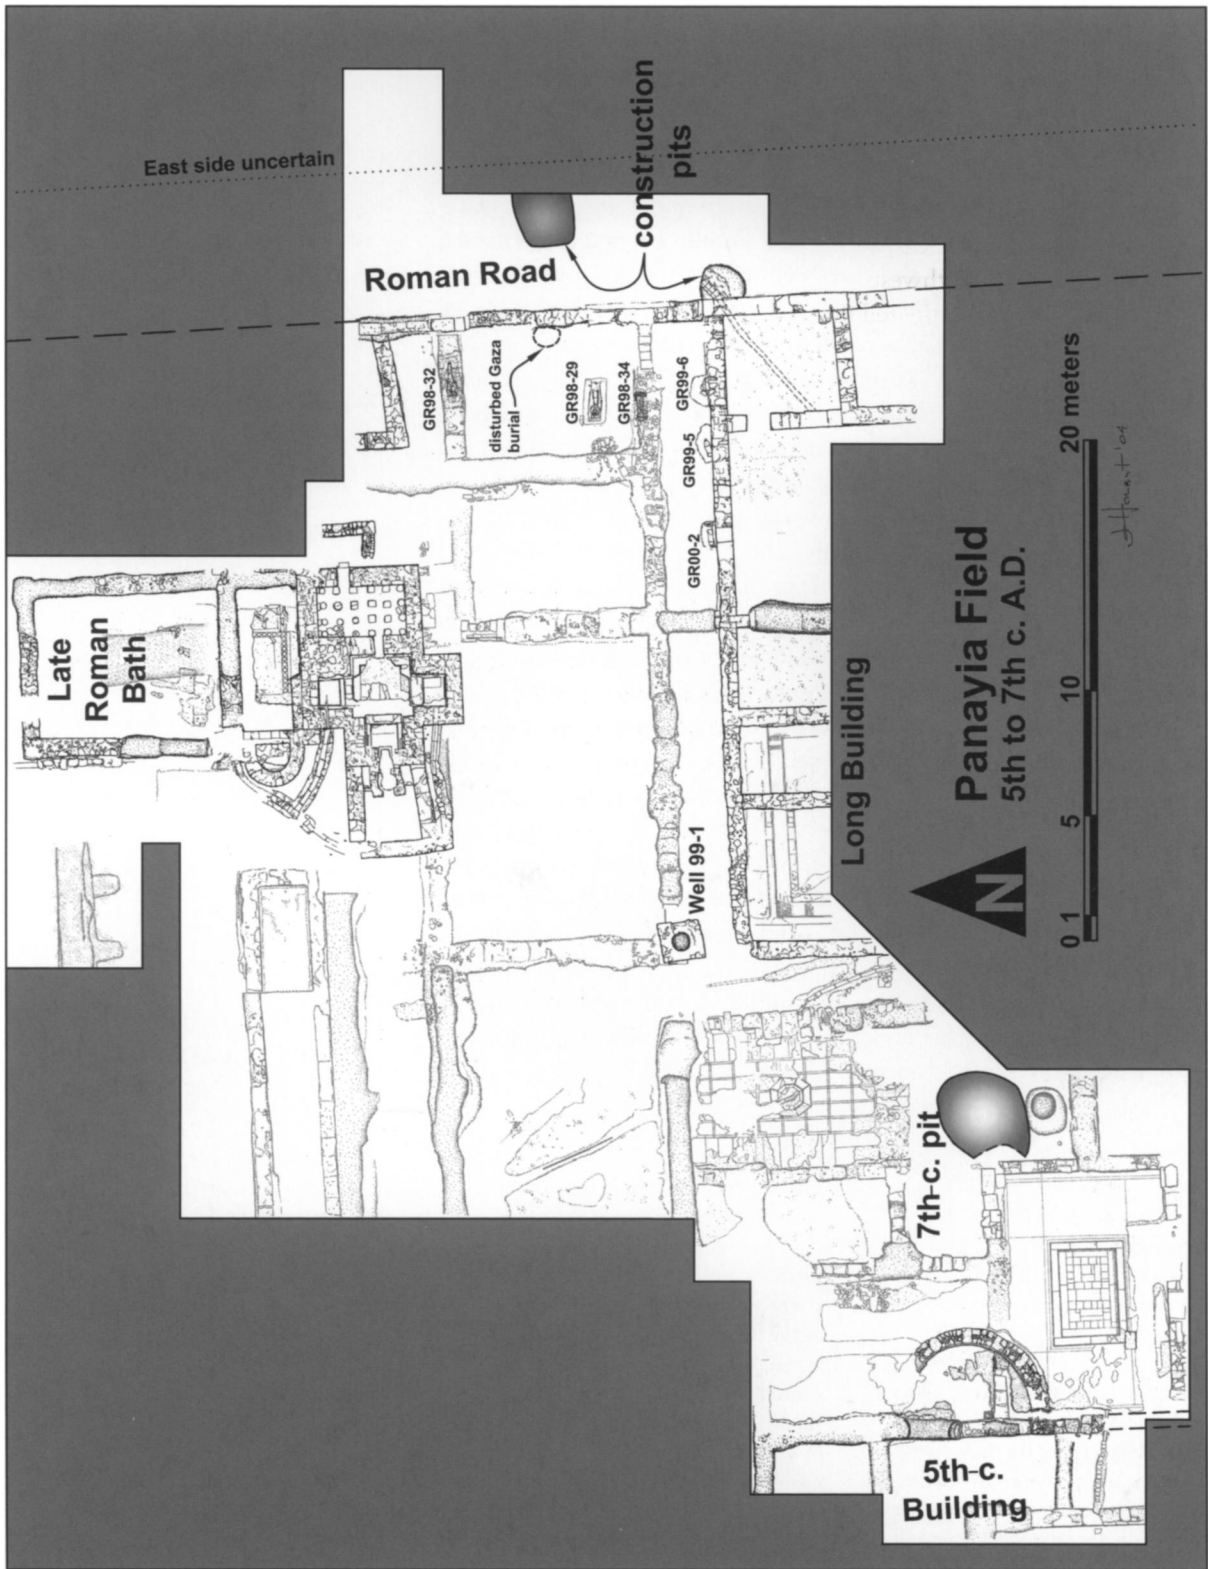 East side uncertain
construction
pits
Roman Road
GR98-32
disturbed Gaza
burial
GR98-29
GR98-34
GR99-6
GR99-5
GR00-2
Late
Roman
Bath
Well 99-1
Long Building
Panayia Field
5th to 7th c. A.D.
N
0 1 5 10 20 meters
7th-c. pit
5th-c.
Building